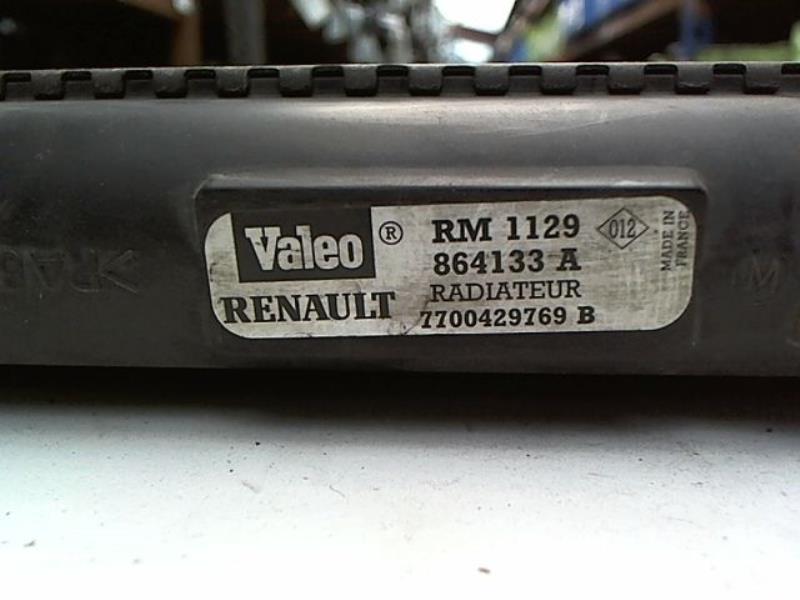 Valeo ® RM 1129
864133 A
RENAULT RADIATEUR
7700429769 B
012
MADE IN
FRANCE